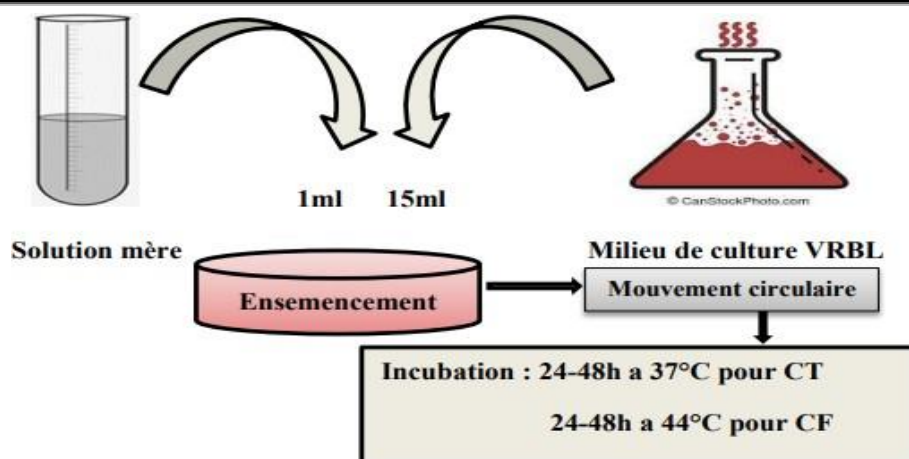 1ml 15ml
© CanStockPhoto.com
Solution mère
Milieu de culture VRBL
Ensemencement
Mouvement circulaire
Incubation : 24-48h a 37°C pour CT
24-48h a 44°C pour CF